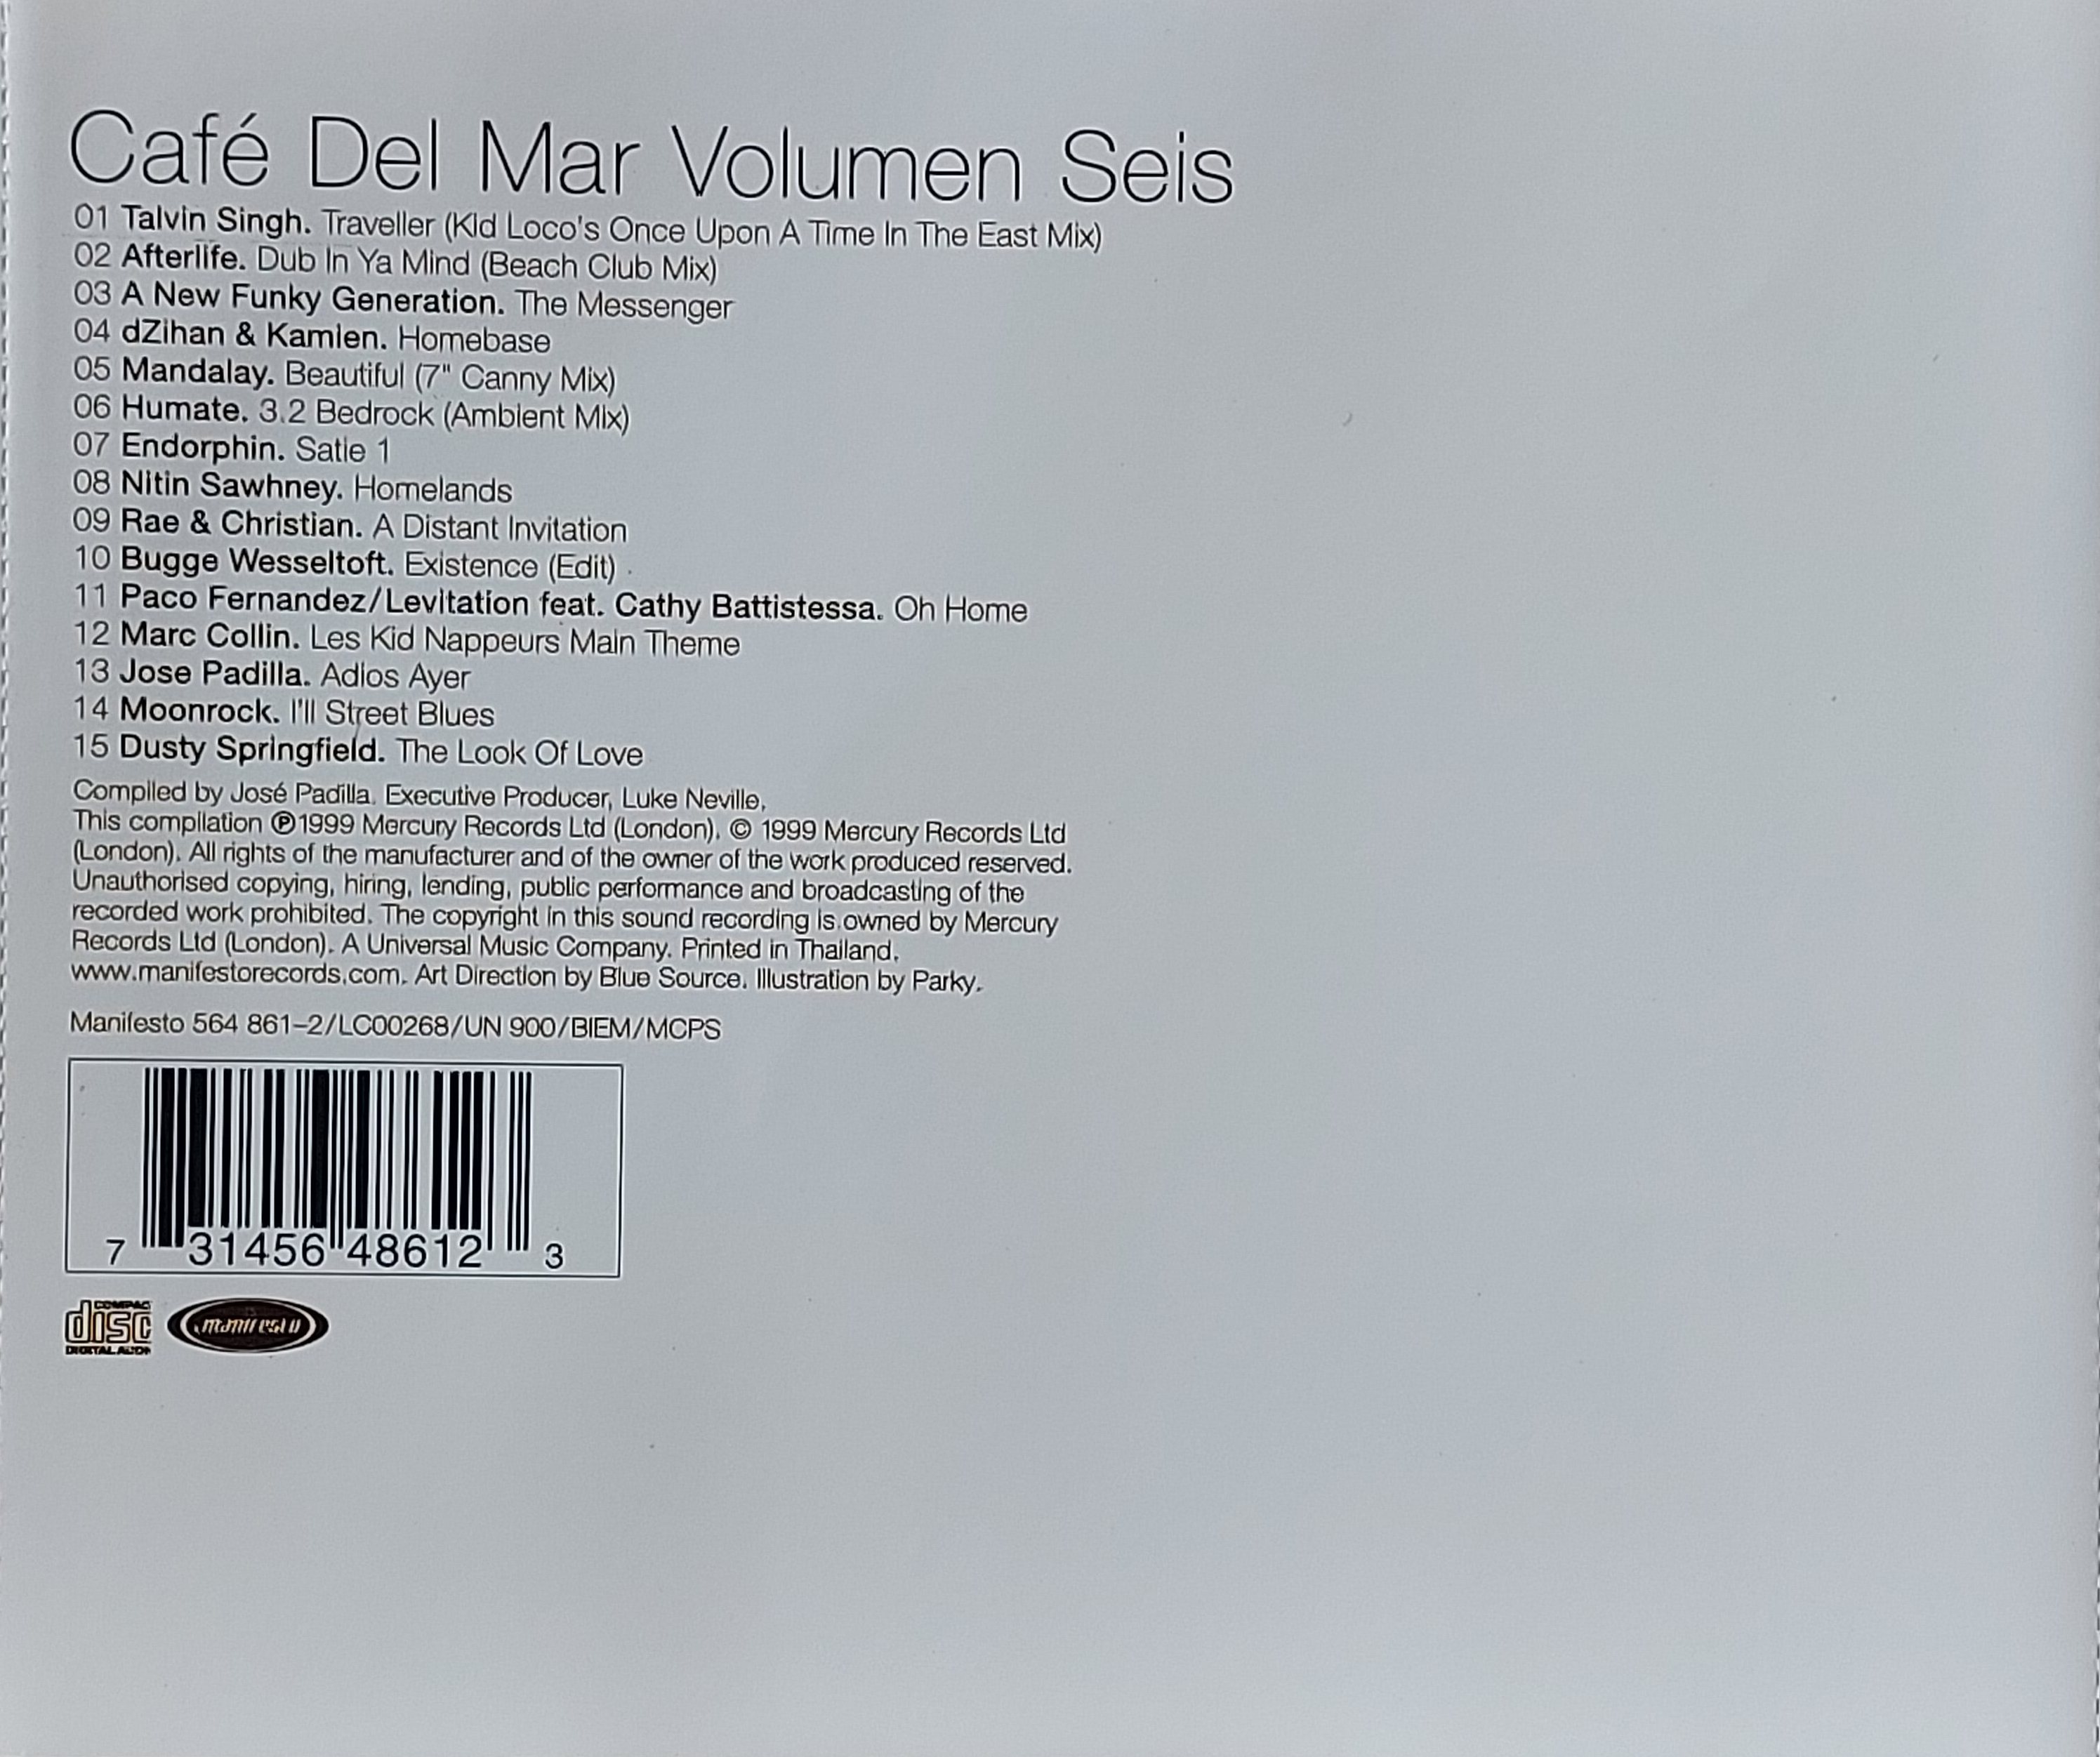 Café Del Mar Volumen Seis
01 Talvin Singh. Traveller (Kid Loco's Once Upon A Time In The East Mix)
02 Afterlife. Dub In Ya Mind (Beach Club Mix)
03 A New Funky Generation. The Messenger
04 dZihan & Kamien. Homebase
05 Mandalay. Beautiful (7" Canny Mix)
06 Humate. 3.2 Bedrock (Ambient Mix)
07 Endorphin. Satie 1
08 Nitin Sawhney. Homelands
09 Rae & Christian. A Distant Invitation
10 Bugge Wesseltoft. Existence (Edit)
11 Paco Fernandez/Levitation feat. Cathy Battistessa. Oh Home
12 Marc Collin. Les Kid Nappeurs Main Theme
13 Jose Padilla. Adios Ayer
14 Moonrock. I'll Street Blues
15 Dusty Springfield. The Look Of Love
Compiled by José Padilla. Executive Producer, Luke Neville.
This compilation ℗1999 Mercury Records Ltd (London). © 1999 Mercury Records Ltd
(London). All rights of the manufacturer and of the owner of the work produced reserved.
Unauthorised copying, hiring, lending, public performance and broadcasting of the
recorded work prohibited. The copyright in this sound recording is owned by Mercury
Records Ltd (London). A Universal Music Company. Printed in Thailand.
www.manifestorecords.com. Art Direction by Blue Source. Illustration by Parky.
Manifesto 564 861–2/LC00268/UN 900/BIEM/MCPS
7 31456 48612 3
COMPACT
disc
DIGITAL AUDIO
manifesto